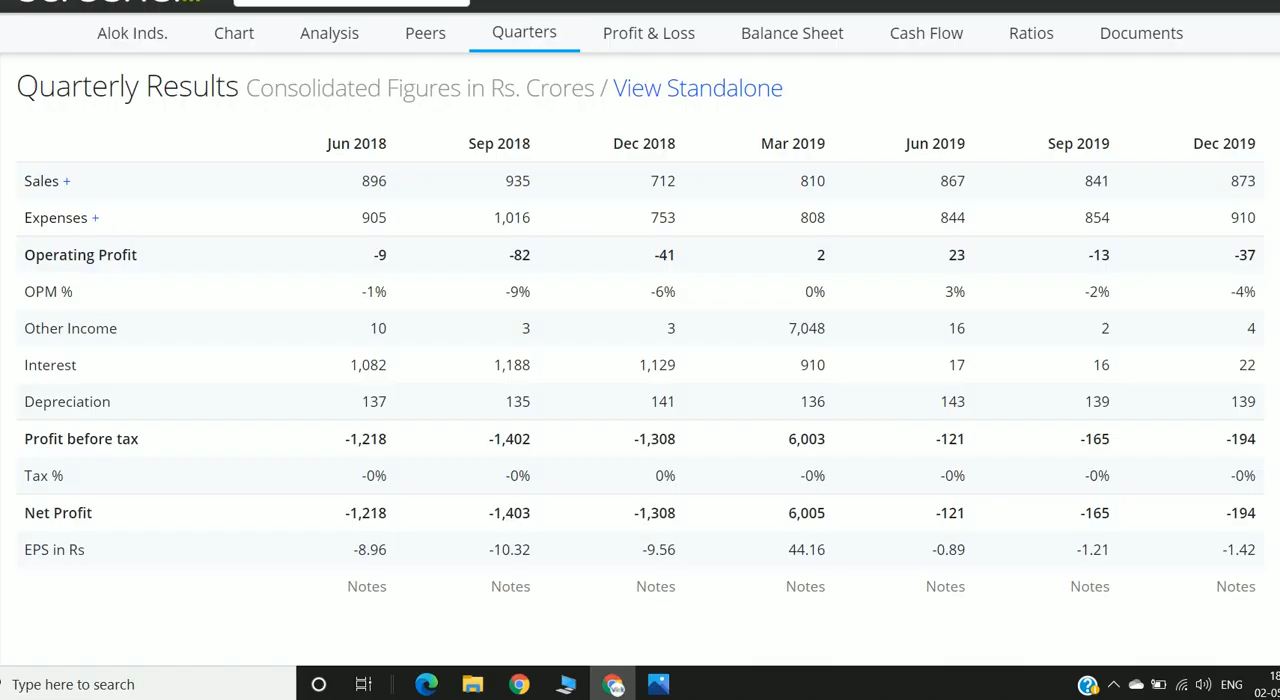 Alok Inds. Chart Analysis Peers Quarters Profit & Loss Balance Sheet Cash Flow Ratios Documents
Quarterly Results Consolidated Figures in Rs. Crores / View Standalone
Jun 2018 Sep 2018 Dec 2018 Mar 2019 Jun 2019 Sep 2019 Dec 2019
Sales + 896 935 712 810 867 841 873
Expenses + 905 1,016 753 808 844 854 910
Operating Profit -9 -82 -41 2 23 -13 -37
OPM % -1% -9% -6% 0% 3% -2% -4%
Other Income 10 3 3 7,048 16 2 4
Interest 1,082 1,188 1,129 910 17 16 22
Depreciation 137 135 141 136 143 139 139
Profit before tax -1,218 -1,402 -1,308 6,003 -121 -165 -194
Tax % -0% -0% 0% -0% -0% -0% -0%
Net Profit -1,218 -1,403 -1,308 6,005 -121 -165 -194
EPS in Rs -8.96 -10.32 -9.56 44.16 -0.89 -1.21 -1.42
Notes Notes Notes Notes Notes Notes Notes
Type here to search ENG